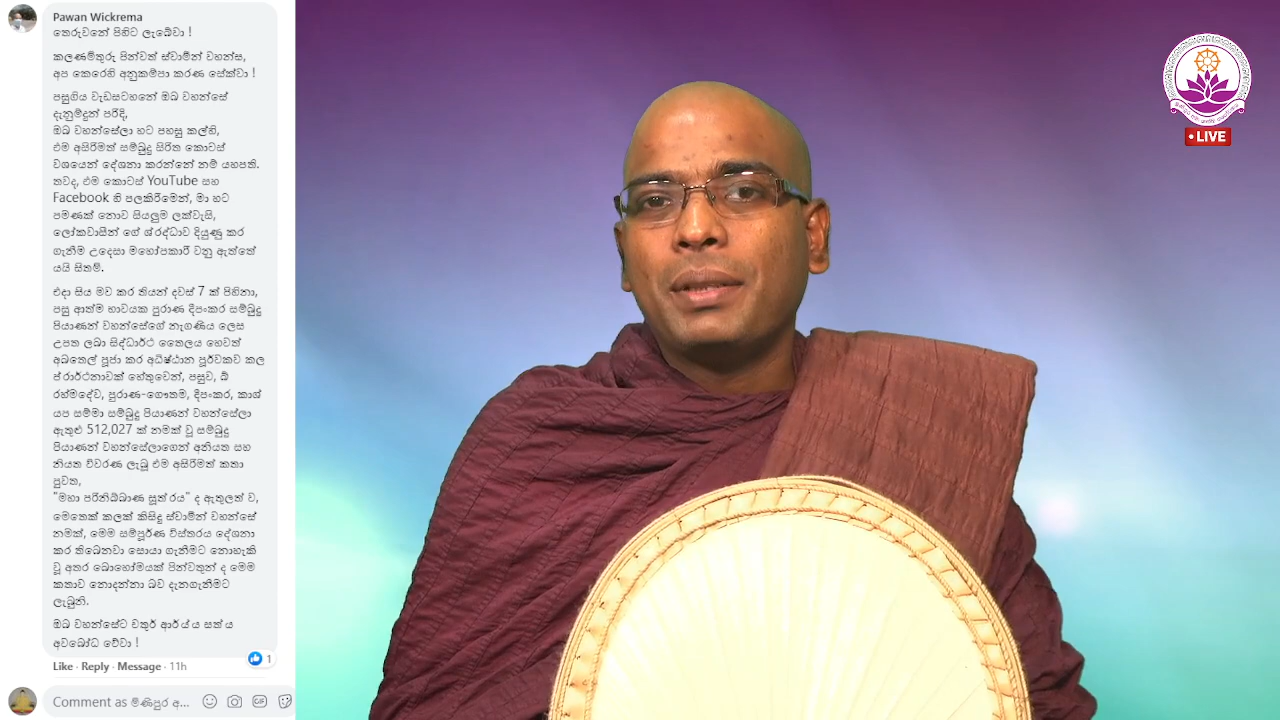 Pawan Wickrema
තෙරුවනේ පිහිට ලැබේවා !
කලණමිතුරු පින්වත් ස්වාමීන් වහන්ස,
අප කෙරෙහි අනුකම්පා කරණ සේක්වා !
පසුගිය වැඩසටහනේ ඔබ වහන්සේ
දැනුම්දුන් පරිදි,
ඔබ වහන්සේලා හට පහසු කල්හි,
එම අසිරිමත් සම්බුදු සිරිත කොටස්
වශයෙන් දේශනා කරන්නේ නම් යහපති.
තවද, එම කොටස් YouTube සහ
Facebook හි පලකිරීමෙන්, මා හට
පමණක් නොව සියලුම ලක්වැසි,
ලෝකවාසීන් ගේ ශ්රද්ධාව දියුණු කර
ගැනීම උදෙසා මහෝපකාරී වනු ඇත්තේ
යයි සිතමි.
එදා සිය මව කර තියන් දවස් 7 ක් පිහිනා,
පසු ආත්ම භාවයක පුරාණ දීපංකර සම්බුදු
පියාණන් වහන්සේගේ නැගණිය ලෙස
උපත ලබා සිද්ධාර්ථ තෛලය හෙවත්
අබතෙල් පූජා කර අධිෂ්ඨාන පූර්වකව කල
ප්රාර්ථනාවක් හේතුවෙන්, පසුව, බ්
රහ්මදේව, පුරාණ-ගෞතම, දීපංකර, කාශ්
යප සම්මා සම්බුදු පියාණන් වහන්සේලා
ඇතුළු 512,027 ක් නමක් වූ සම්බුදු
පියාණන් වහන්සේලාගෙන් අනියත සහ
නියත විවරණ ලැබූ එම අසිරිමත් කතා
පුවත,
"මහා පරිනිබ්බාණ සූත්රය" ද ඇතුලත් ව,
මෙතෙක් කලක් කිසිදු ස්වාමීන් වහන්සේ
නමක්, මෙම සම්පූර්ණ විස්තරය දේශනා
කර තිබෙනවා සොයා ගැනීමට නොහැකි
වූ අතර බොහෝමයක් පින්වතුන් ද මෙම
කතාව නොදන්නා බව දැනගැනීමට
ලැබුනි.
ඔබ වහන්සේට චතුර් ආර්ය්ය සත්ය
අවබෝධ වේවා !
1
Like · Reply · Message · 11h
Comment as මිණිපුර අ...
GIF
LIVE